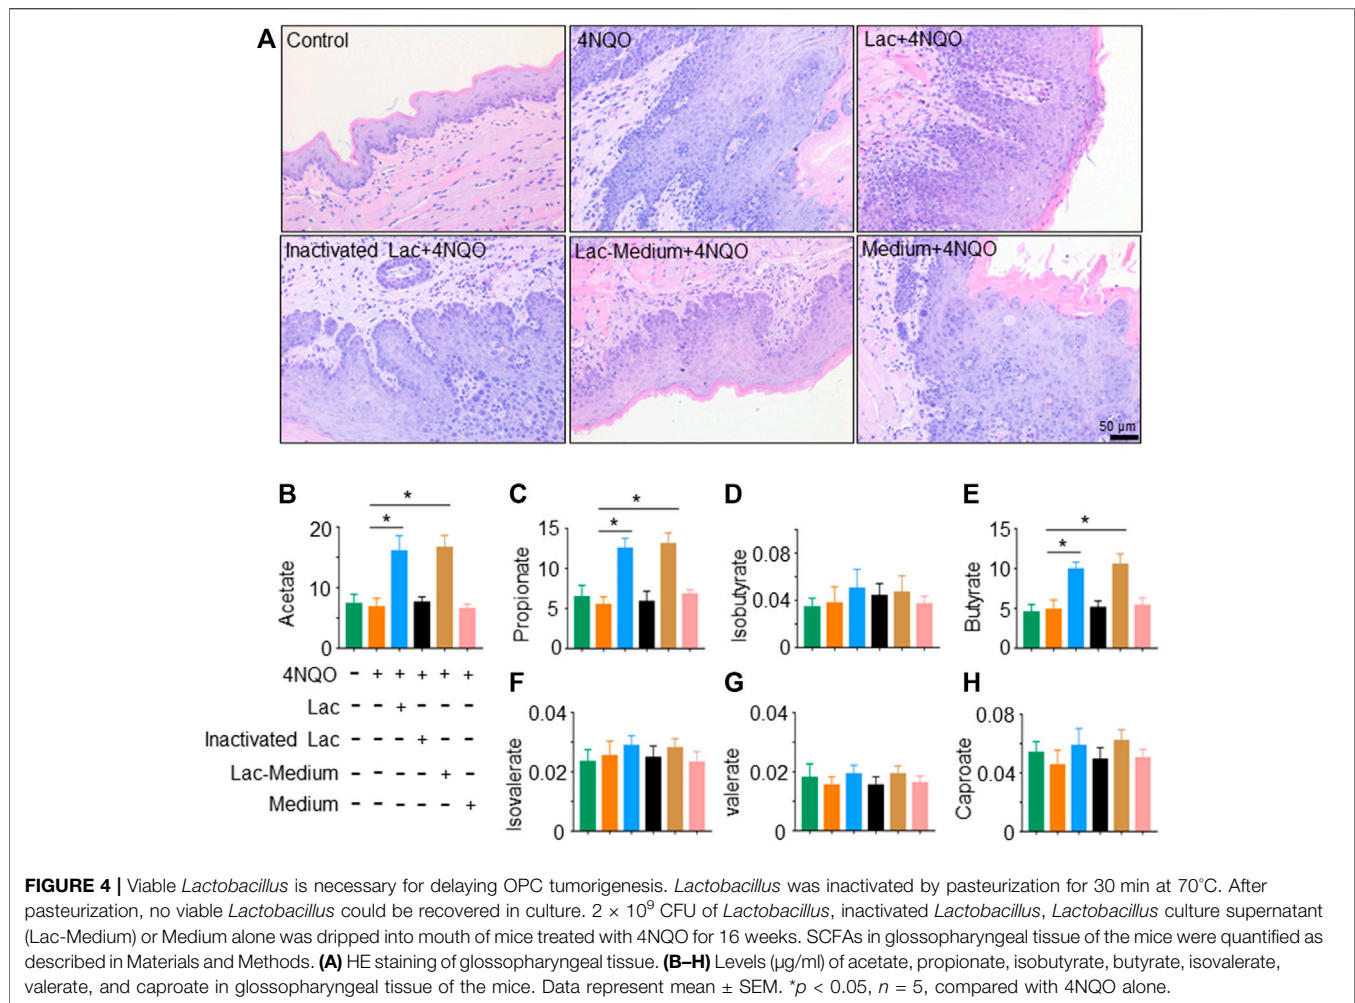 A
Control
4NQO
Lac+4NQO
Inactivated Lac+4NQO
Lac-Medium+4NQO
Medium+4NQO
50 µm
B
Acetate
20
10
0
*
*
C
Propionate
15
10
5
0
*
*
D
Isobutyrate
0.08
0.04
0
E
Butyrate
15
10
5
0
*
*
4NQO - + + + + +
Lac - - + - - -
Inactivated Lac - - - + - -
Lac-Medium - - - - + -
Medium - - - - - +
F
Isovalerate
0.04
0.02
0
G
valerate
0.04
0.02
0
H
Caproate
0.08
0.04
0
FIGURE 4 | Viable Lactobacillus is necessary for delaying OPC tumorigenesis. Lactobacillus was inactivated by pasteurization for 30 min at 70°C. After
pasteurization, no viable Lactobacillus could be recovered in culture. 2 × 10⁹ CFU of Lactobacillus, inactivated Lactobacillus, Lactobacillus culture supernatant
(Lac-Medium) or Medium alone was dripped into mouth of mice treated with 4NQO for 16 weeks. SCFAs in glossopharyngeal tissue of the mice were quantified as
described in Materials and Methods. (A) HE staining of glossopharyngeal tissue. (B–H) Levels (µg/ml) of acetate, propionate, isobutyrate, butyrate, isovalerate,
valerate, and caproate in glossopharyngeal tissue of the mice. Data represent mean ± SEM. *p < 0.05, n = 5, compared with 4NQO alone.